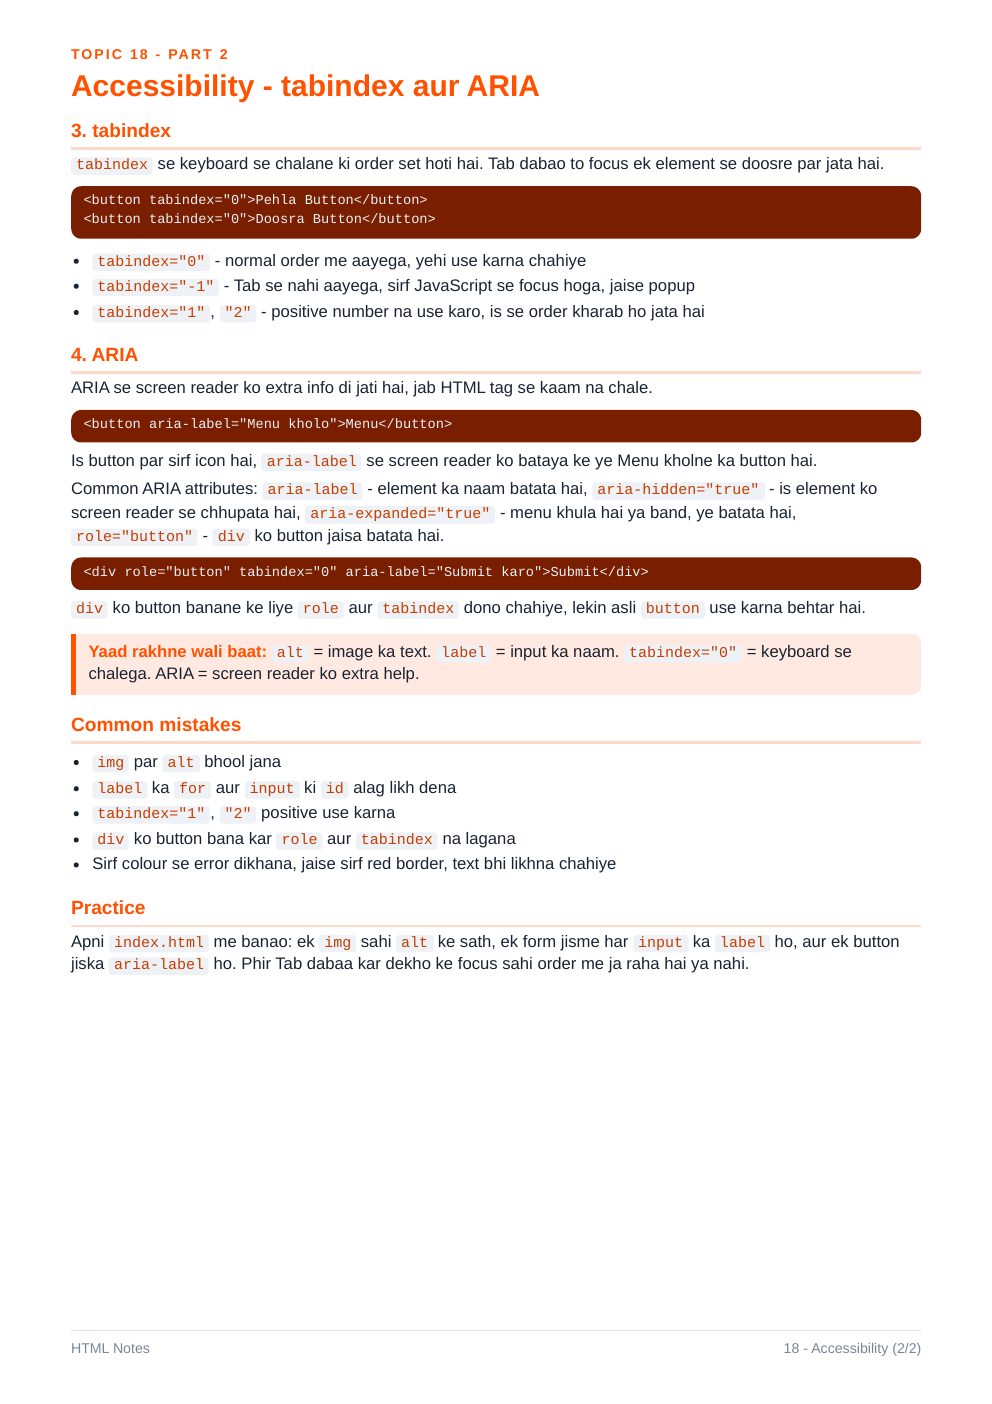 TOPIC 18 - PART 2
Accessibility - tabindex aur ARIA
3. tabindex
tabindex se keyboard se chalane ki order set hoti hai. Tab dabao to focus ek element se doosre par jata hai.
<button tabindex="0">Pehla Button</button>
<button tabindex="0">Doosra Button</button>
• tabindex="0" - normal order me aayega, yehi use karna chahiye
• tabindex="-1" - Tab se nahi aayega, sirf JavaScript se focus hoga, jaise popup
• tabindex="1", "2" - positive number na use karo, is se order kharab ho jata hai
4. ARIA
ARIA se screen reader ko extra info di jati hai, jab HTML tag se kaam na chale.
<button aria-label="Menu kholo">Menu</button>
Is button par sirf icon hai, aria-label se screen reader ko bataya ke ye Menu kholne ka button hai.
Common ARIA attributes: aria-label - element ka naam batata hai, aria-hidden="true" - is element ko
screen reader se chhupata hai, aria-expanded="true" - menu khula hai ya band, ye batata hai,
role="button" - div ko button jaisa batata hai.
<div role="button" tabindex="0" aria-label="Submit karo">Submit</div>
div ko button banane ke liye role aur tabindex dono chahiye, lekin asli button use karna behtar hai.
Yaad rakhne wali baat: alt = image ka text. label = input ka naam. tabindex="0" = keyboard se
chalega. ARIA = screen reader ko extra help.
Common mistakes
• img par alt bhool jana
• label ka for aur input ki id alag likh dena
• tabindex="1", "2" positive use karna
• div ko button bana kar role aur tabindex na lagana
• Sirf colour se error dikhana, jaise sirf red border, text bhi likhna chahiye
Practice
Apni index.html me banao: ek img sahi alt ke sath, ek form jisme har input ka label ho, aur ek button
jiska aria-label ho. Phir Tab dabaa kar dekho ke focus sahi order me ja raha hai ya nahi.
HTML Notes
18 - Accessibility (2/2)